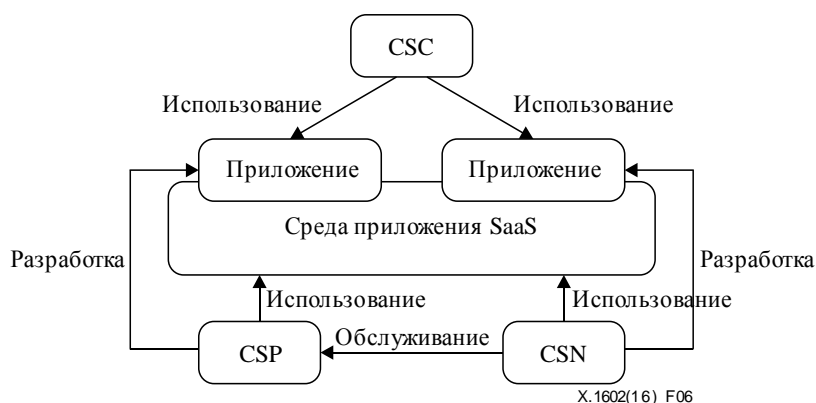 CSC
Использование
Использование
Приложение
Приложение
Среда приложения SaaS
Разработка
Разработка
Использование
Использование
Обслуживание
CSP
CSN
X.1602(16)_F06